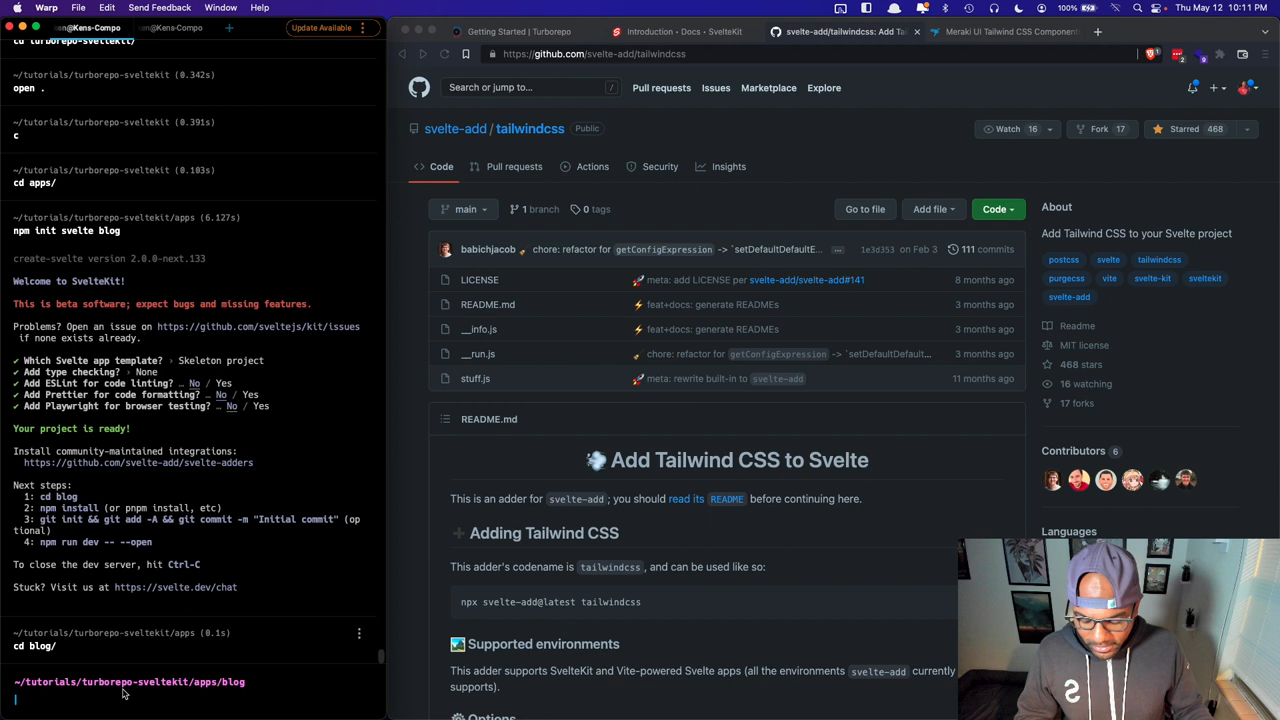 Warp File Edit Send Feedback Window Help
100% Thu May 12 10:11 PM
an@Kens-Compo
an@Kens-Compo
Update Available
cd turborepo-sveltekit/
~/tutorials/turborepo-sveltekit (0.342s)
open .
~/tutorials/turborepo-sveltekit (0.391s)
c
~/tutorials/turborepo-sveltekit (0.103s)
cd apps/
~/tutorials/turborepo-sveltekit/apps (6.127s)
npm init svelte blog
create-svelte version 2.0.0-next.133
Welcome to SvelteKit!
This is beta software; expect bugs and missing features.
Problems? Open an issue on https://github.com/sveltejs/kit/issues
if none exists already.
✔ Which Svelte app template? › Skeleton project
✔ Add type checking? › None
✔ Add ESLint for code linting? … No / Yes
✔ Add Prettier for code formatting? … No / Yes
✔ Add Playwright for browser testing? … No / Yes
Your project is ready!
Install community-maintained integrations:
https://github.com/svelte-add/svelte-adders
Next steps:
1: cd blog
2: npm install (or pnpm install, etc)
3: git init && git add -A && git commit -m "Initial commit" (op
tional)
4: npm run dev -- --open
To close the dev server, hit Ctrl-C
Stuck? Visit us at https://svelte.dev/chat
~/tutorials/turborepo-sveltekit/apps (0.1s)
cd blog/
~/tutorials/turborepo-sveltekit/apps/blog
Getting Started | Turborepo
Introduction • Docs • SvelteKit
svelte-add/tailwindcss: Add Tai
Meraki UI Tailwind CSS Component
https://github.com/svelte-add/tailwindcss
2
9
Search or jump to... /
Pull requests Issues Marketplace Explore
svelte-add / tailwindcss Public
Watch 16
Fork 17
Starred 468
Code Pull requests Actions Security Insights
main 1 branch 0 tags
Go to file Add file Code
babichjacob chore: refactor for getConfigExpression -> `setDefaultDefaultE... 1e3d353 on Feb 3 111 commits
LICENSE meta: add LICENSE per svelte-add/svelte-add#141 8 months ago
README.md feat+docs: generate READMEs 3 months ago
__info.js feat+docs: generate READMEs 3 months ago
__run.js chore: refactor for getConfigExpression -> `setDefaultDefault... 3 months ago
stuff.js meta: rewrite built-in to svelte-add 11 months ago
README.md
Add Tailwind CSS to Svelte
This is an adder for svelte-add; you should read its README before continuing here.
Adding Tailwind CSS
This adder's codename is tailwindcss, and can be used like so:
npx svelte-add@latest tailwindcss
Supported environments
This adder supports SvelteKit and Vite-powered Svelte apps (all the environments svelte-add currently
supports).
Options
About
Add Tailwind CSS to your Svelte project
postcss svelte tailwindcss
purgecss vite svelte-kit sveltekit
svelte-add
Readme
MIT license
468 stars
16 watching
17 forks
Contributors 6
Languages